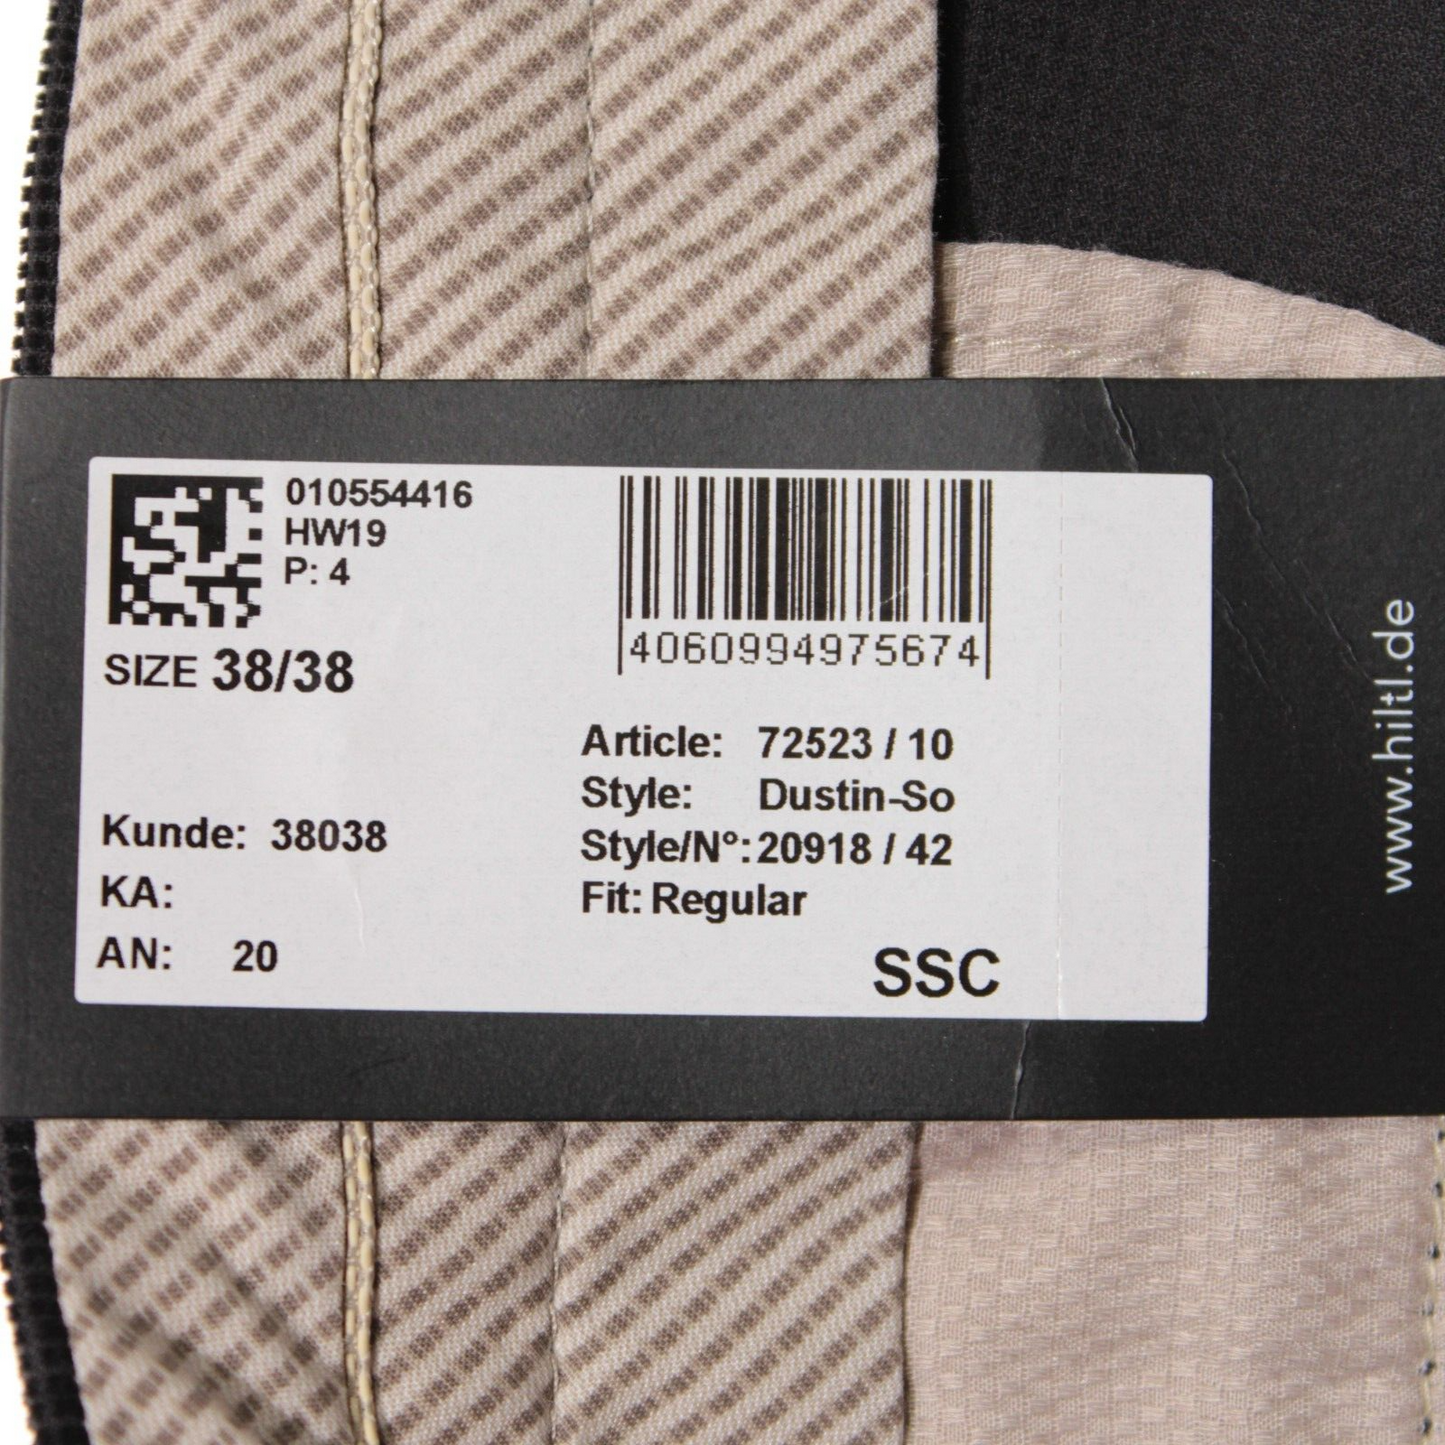 010554416
HW19
P: 4
SIZE 38/38
4060994975674
Article: 72523 / 10
Style: Dustin-So
Style/N°: 20918 / 42
Fit: Regular
Kunde: 38038
KA:
AN: 20
SSC
www.hiltl.de